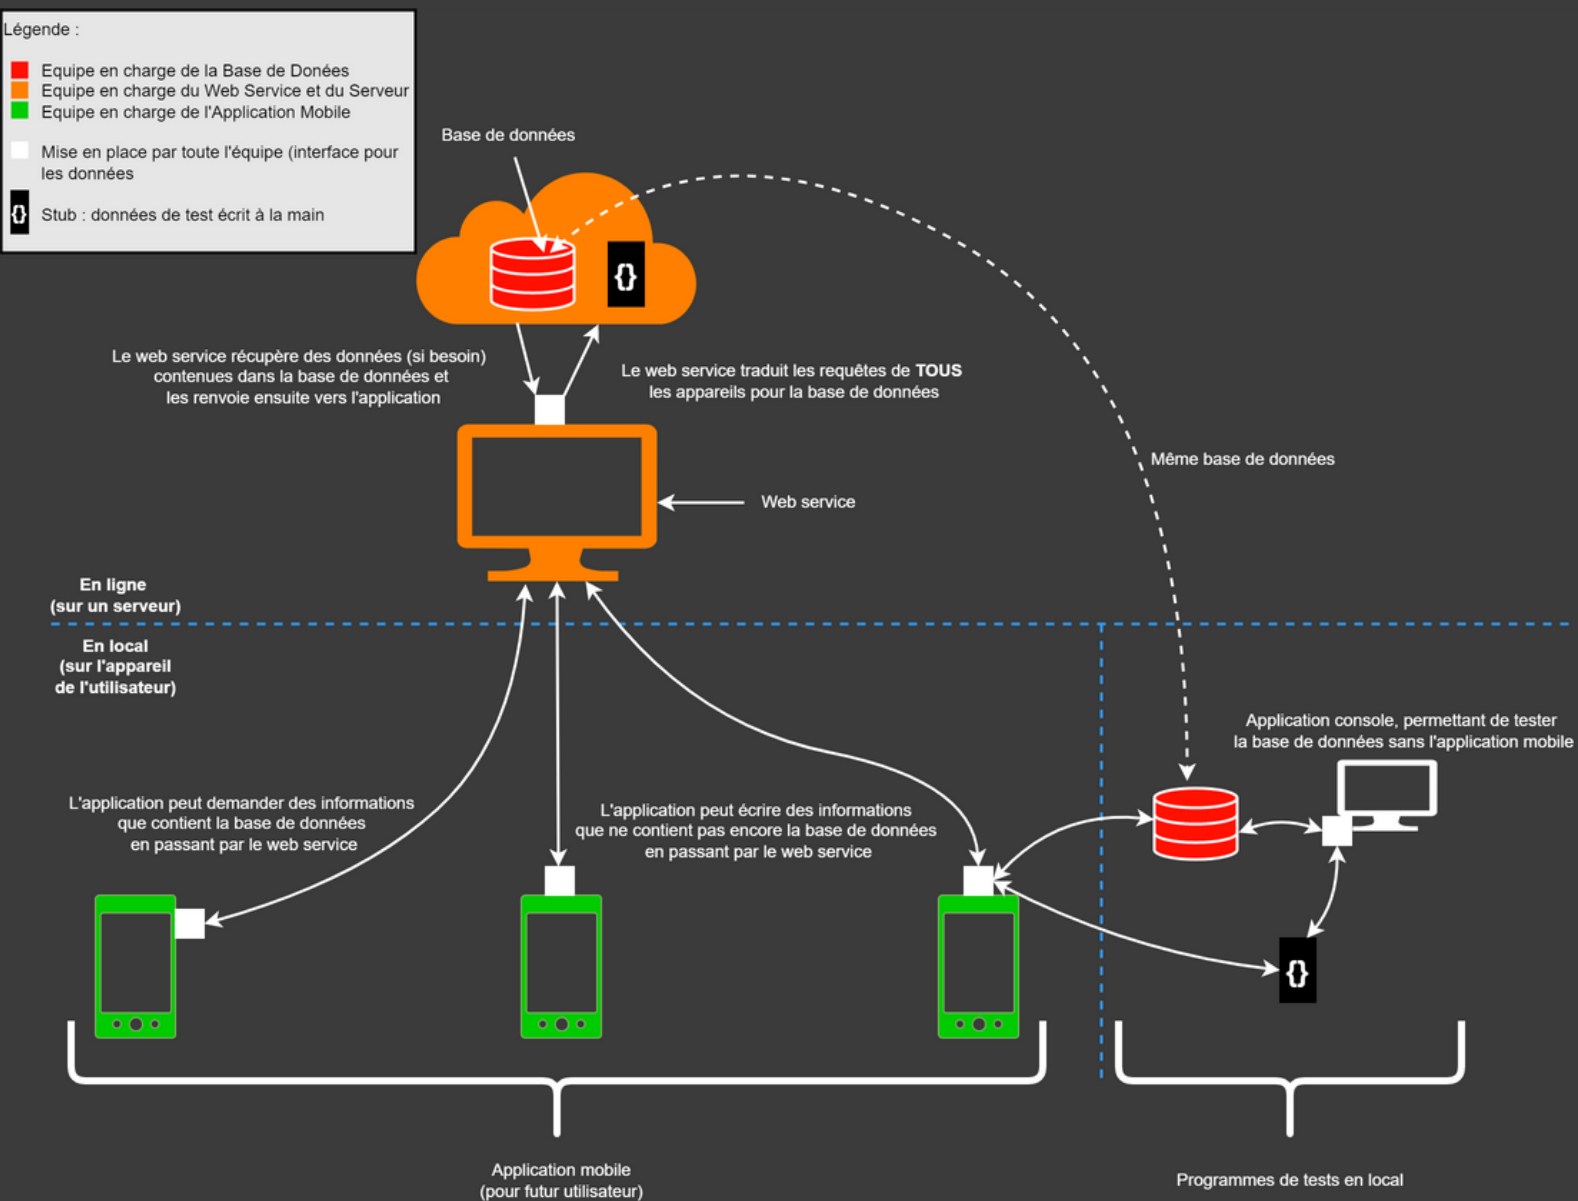 Légende :
Equipe en charge de la Base de Donées
Equipe en charge du Web Service et du Serveur
Equipe en charge de l'Application Mobile
Mise en place par toute l'équipe (interface pour
les données
{}
Stub : données de test écrit à la main
Base de données
{}
Le web service récupère des données (si besoin)
contenues dans la base de données et
les renvoie ensuite vers l'application
Le web service traduit les requêtes de TOUS
les appareils pour la base de données
Même base de données
Web service
En ligne
(sur un serveur)
En local
(sur l'appareil
de l'utilisateur)
Application console, permettant de tester
la base de données sans l'application mobile
L'application peut demander des informations
que contient la base de données
en passant par le web service
L'application peut écrire des informations
que ne contient pas encore la base de données
en passant par le web service
{}
Application mobile
(pour futur utilisateur)
Programmes de tests en local